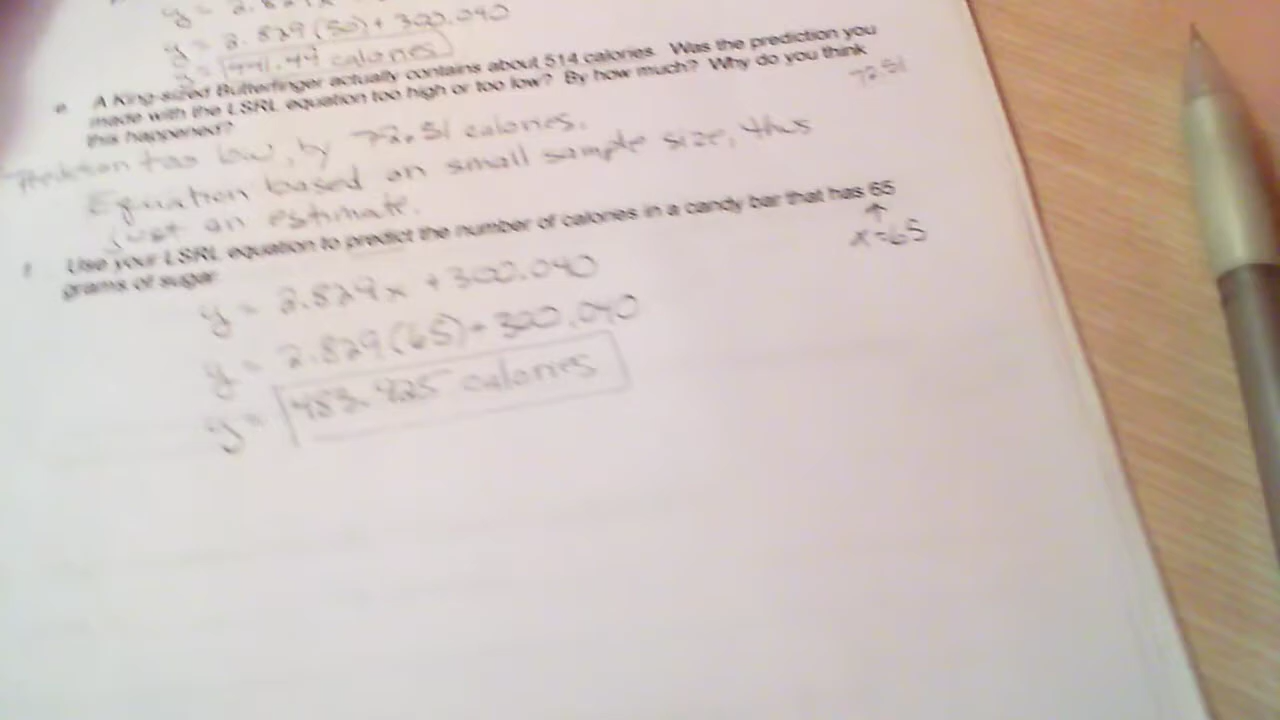 y = 2.829
y = 2.829(50) + 300.040
y = 441.49 calories
e. A King-sized Butterfinger actually contains about 514 calories. Was the prediction you
made with the LSRL equation too high or too low? By how much? Why do you think
this happened?
72.51
Prediction too low, by 72.51 calories.
Equation based on small sample size, thus
just an estimate.
f. Use your LSRL equation to predict the number of calories in a candy bar that has 65
grams of sugar.
x=65
y = 2.829x + 300.040
y = 2.829(65) + 300.040
y = 483.925 calories